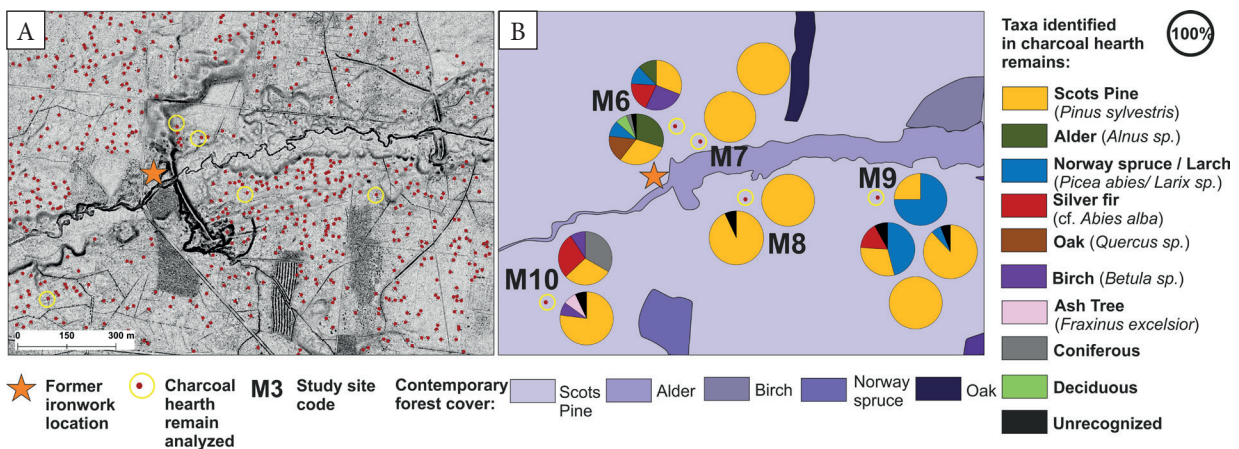 A
0 150 300 m
B
M6
M7
M8
M9
M10
Taxa identified
in charcoal hearth
remains:
100%
Scots Pine
(Pinus sylvestris)
Alder (Alnus sp.)
Norway spruce / Larch
(Picea abies/ Larix sp.)
Silver fir
(cf. Abies alba)
Oak (Quercus sp.)
Birch (Betula sp.)
Ash Tree
(Fraxinus excelsior)
Coniferous
Deciduous
Unrecognized
Former
ironwork
location
Charcoal
hearth
remain
analyzed
M3 Study site
code
Contemporary
forest cover:
Scots
Pine
Alder
Birch
Norway
spruce
Oak